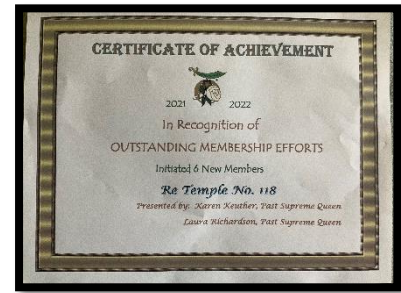 CERTIFICATE OF ACHIEVEMENT
2021 2022
In Recognition of
OUTSTANDING MEMBERSHIP EFFORTS
Initiated 6 New Members
Re Temple No. 118
Presented by: Karen Keuther, Past Supreme Queen
Laura Richardson, Past Supreme Queen